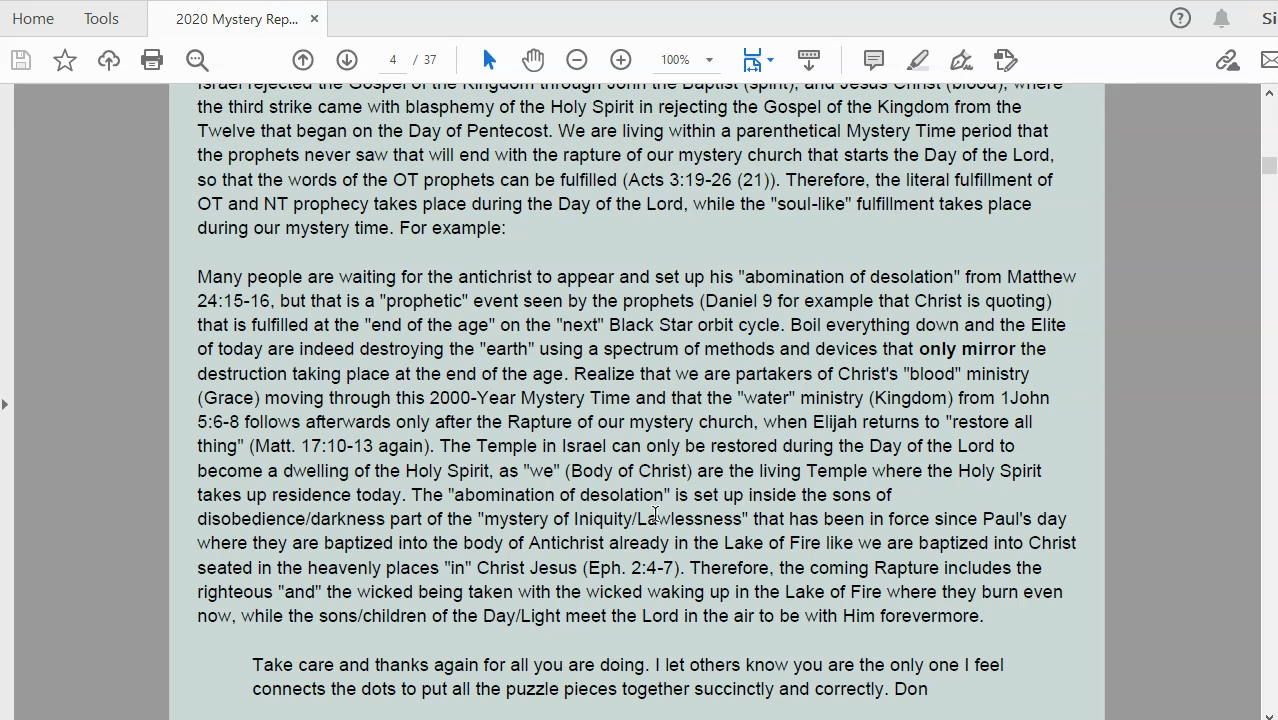 Home Tools 2020 Mystery Rep... × ? Si
4 / 37 100%
Israel rejected the Gospel of the Kingdom through John the Baptist (spirit), and Jesus Christ (blood), where
the third strike came with blasphemy of the Holy Spirit in rejecting the Gospel of the Kingdom from the
Twelve that began on the Day of Pentecost. We are living within a parenthetical Mystery Time period that
the prophets never saw that will end with the rapture of our mystery church that starts the Day of the Lord,
so that the words of the OT prophets can be fulfilled (Acts 3:19-26 (21)). Therefore, the literal fulfillment of
OT and NT prophecy takes place during the Day of the Lord, while the "soul-like" fulfillment takes place
during our mystery time. For example:
Many people are waiting for the antichrist to appear and set up his "abomination of desolation" from Matthew
24:15-16, but that is a "prophetic" event seen by the prophets (Daniel 9 for example that Christ is quoting)
that is fulfilled at the "end of the age" on the "next" Black Star orbit cycle. Boil everything down and the Elite
of today are indeed destroying the "earth" using a spectrum of methods and devices that only mirror the
destruction taking place at the end of the age. Realize that we are partakers of Christ's "blood" ministry
(Grace) moving through this 2000-Year Mystery Time and that the "water" ministry (Kingdom) from 1John
5:6-8 follows afterwards only after the Rapture of our mystery church, when Elijah returns to "restore all
thing" (Matt. 17:10-13 again). The Temple in Israel can only be restored during the Day of the Lord to
become a dwelling of the Holy Spirit, as "we" (Body of Christ) are the living Temple where the Holy Spirit
takes up residence today. The "abomination of desolation" is set up inside the sons of
disobedience/darkness part of the "mystery of Iniquity/Lawlessness" that has been in force since Paul's day
where they are baptized into the body of Antichrist already in the Lake of Fire like we are baptized into Christ
seated in the heavenly places "in" Christ Jesus (Eph. 2:4-7). Therefore, the coming Rapture includes the
righteous "and" the wicked being taken with the wicked waking up in the Lake of Fire where they burn even
now, while the sons/children of the Day/Light meet the Lord in the air to be with Him forevermore.
Take care and thanks again for all you are doing. I let others know you are the only one I feel
connects the dots to put all the puzzle pieces together succinctly and correctly. Don